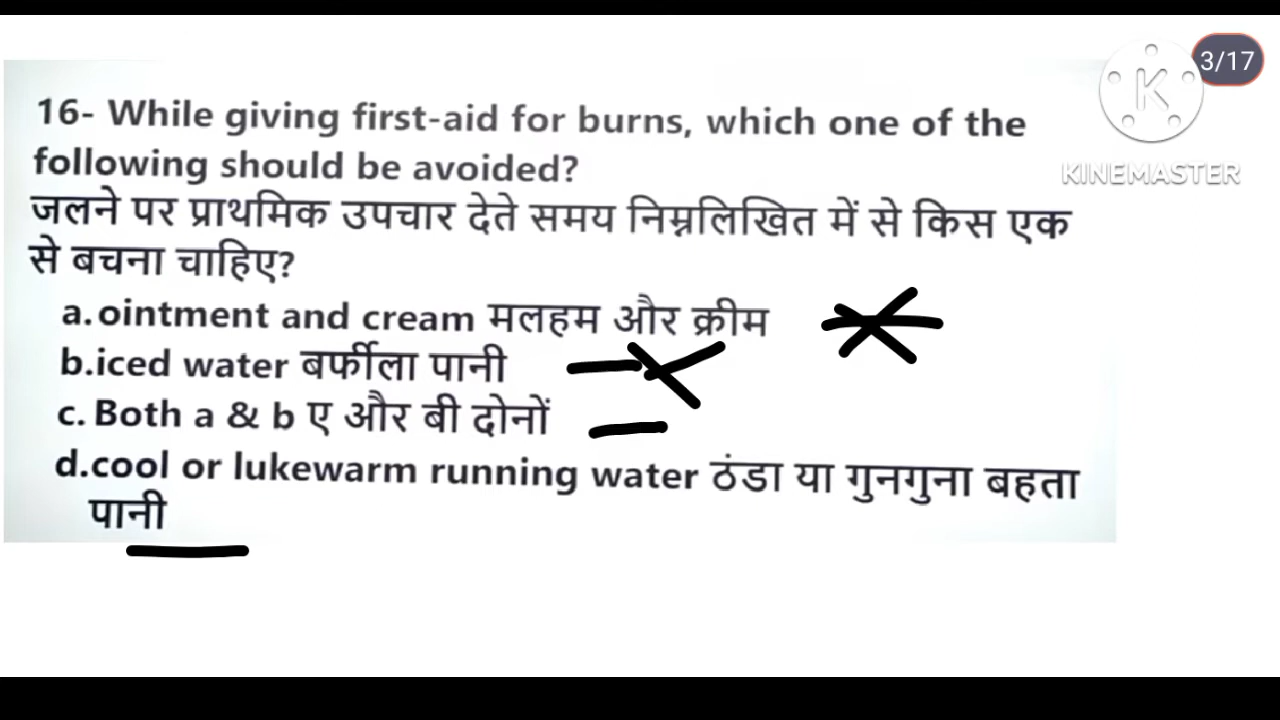 3/17
K
KINEMASTER
16- While giving first-aid for burns, which one of the
following should be avoided?
जलने पर प्राथमिक उपचार देते समय निम्नलिखित में से किस एक
से बचना चाहिए?
a. ointment and cream मलहम और क्रीम
b.iced water बर्फीला पानी
c. Both a & b ए और बी दोनों
d.cool or lukewarm running water ठंडा या गुनगुना बहता
पानी